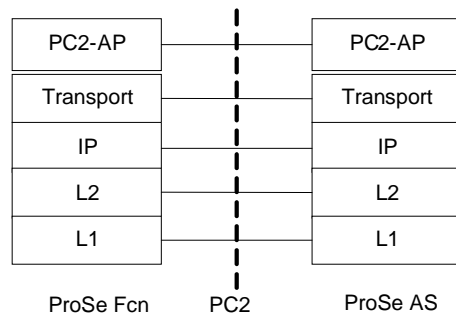 PC2-AP PC2-AP
Transport Transport
IP IP
L2 L2
L1 L1
ProSe Fcn PC2 ProSe AS